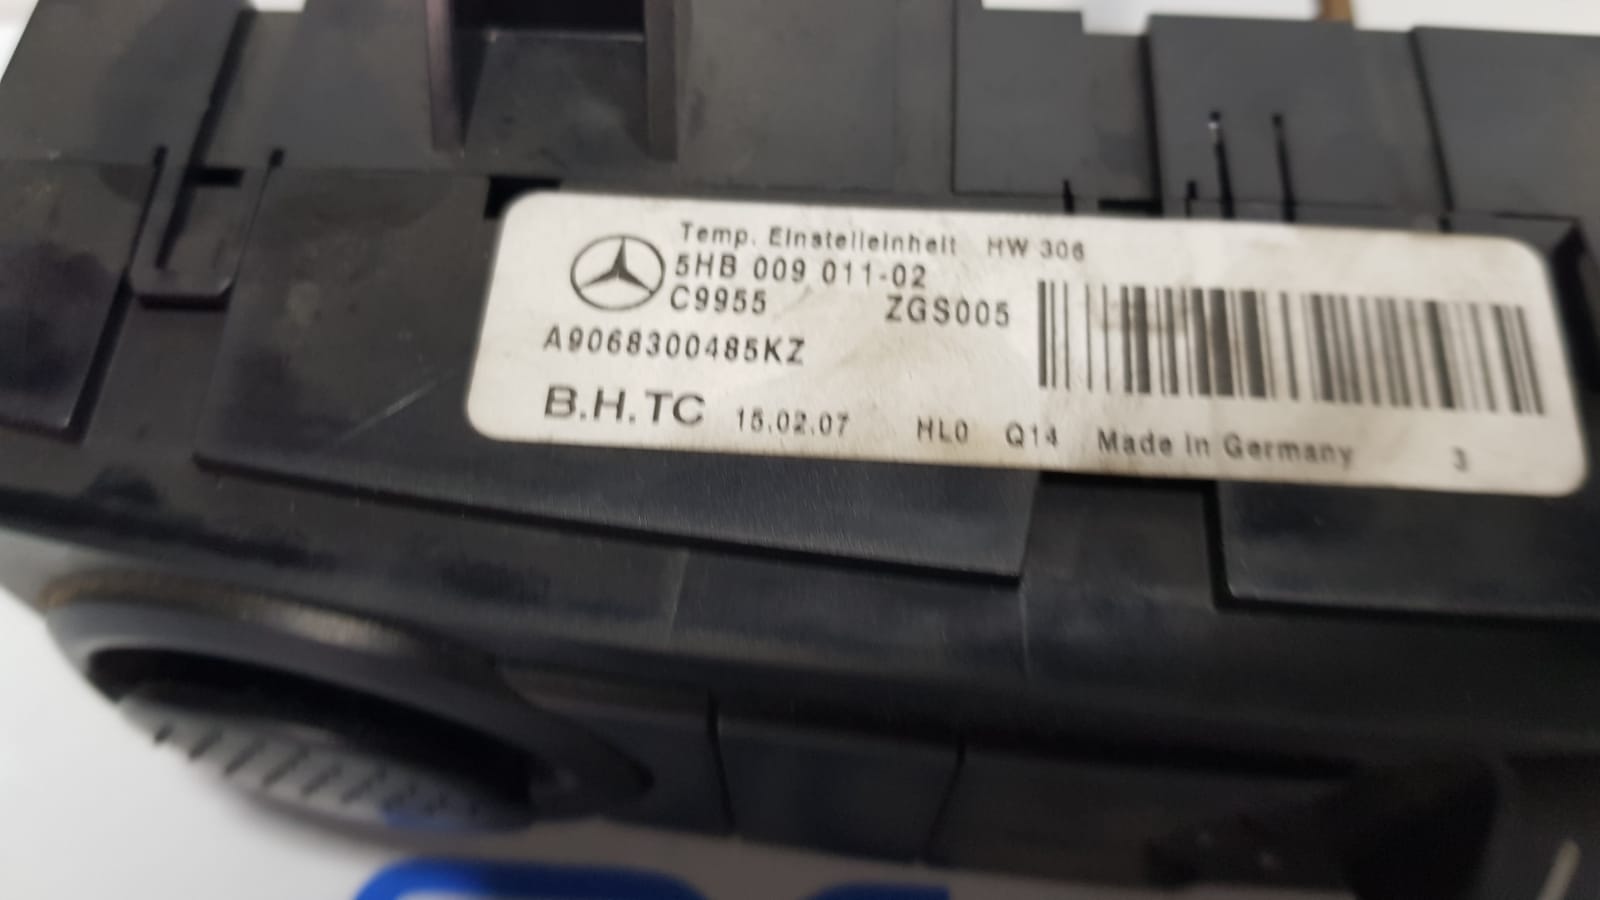 Temp. Einstelleinheit HW 306
5HB 009 011-02
C9955 ZGS005
A9068300485KZ
B.H.TC 15.02.07 HL0 Q14 Made in Germany 3